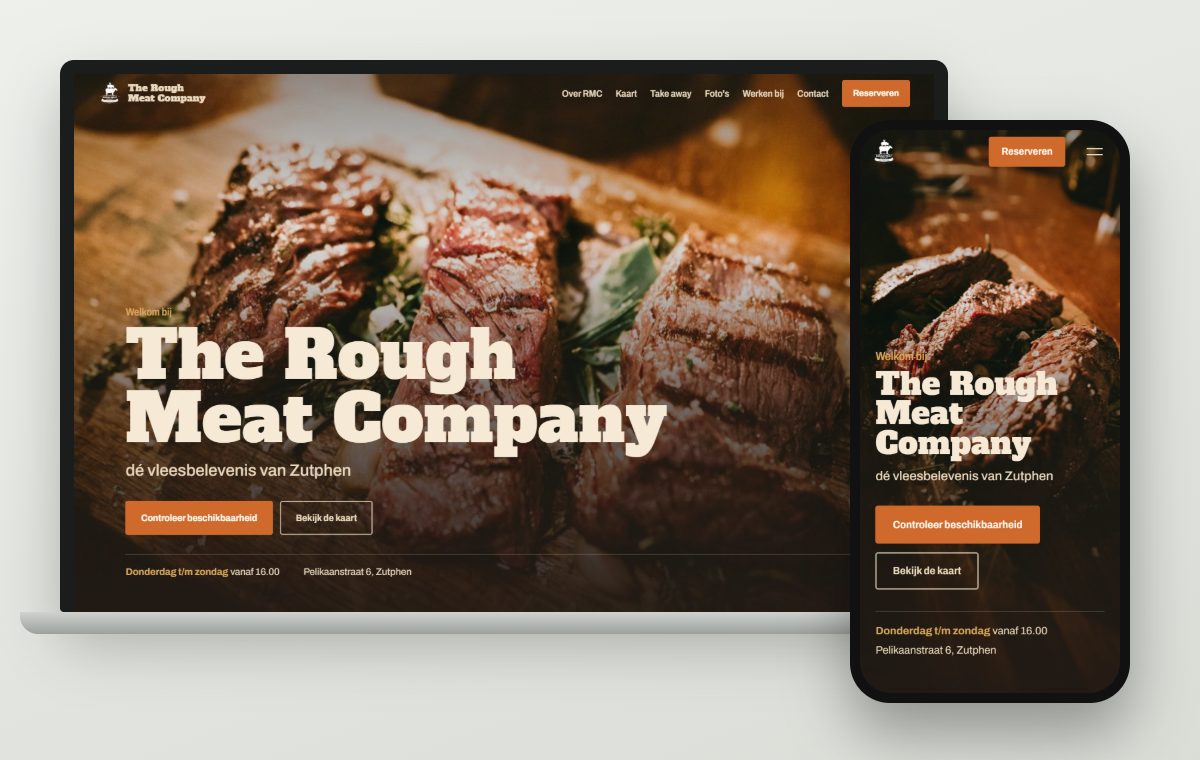 The Rough
Meat Company
Over RMC Kaart Take away Foto's Werken bij Contact Reserveren
Welkom bij
The Rough
Meat Company
dé vleesbelevenis van Zutphen
Controleer beschikbaarheid Bekijk de kaart
Donderdag t/m zondag vanaf 16.00 Pelikaanstraat 6, Zutphen
Reserveren
Welkom bij
The Rough
Meat
Company
dé vleesbelevenis van Zutphen
Controleer beschikbaarheid
Bekijk de kaart
Donderdag t/m zondag vanaf 16.00
Pelikaanstraat 6, Zutphen